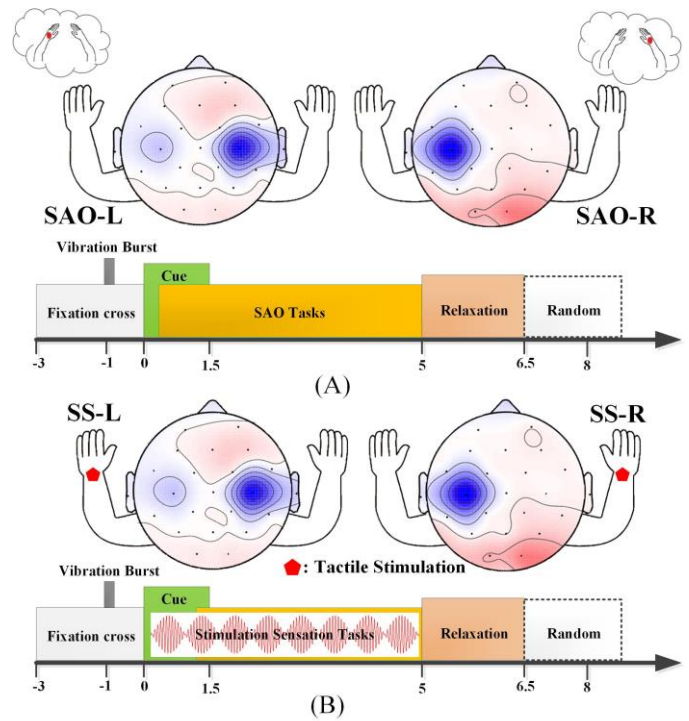 SAO-L SAO-R
Vibration Burst
Cue
Fixation cross SAO Tasks Relaxation Random
-3 -1 0 1.5 5 6.5 8
(A)
SS-L SS-R
: Tactile Stimulation
Vibration Burst
Cue
Fixation cross Stimulation Sensation Tasks Relaxation Random
-3 -1 0 1.5 5 6.5 8
(B)